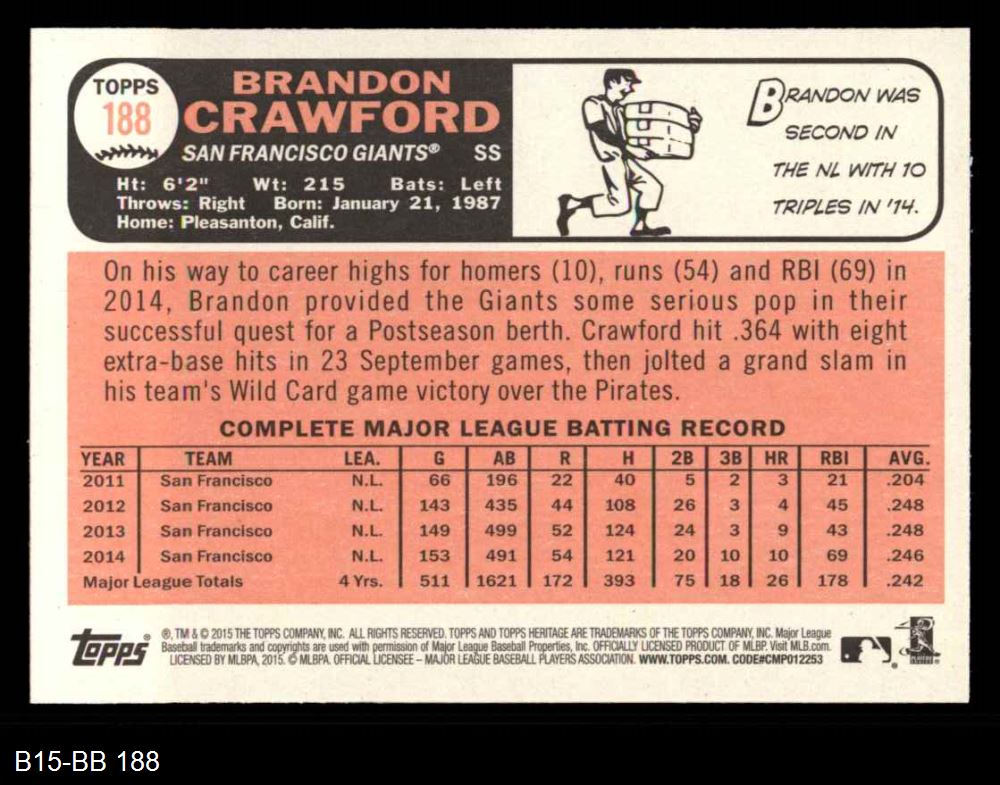 TOPPS
188
BRANDON
CRAWFORD
SAN FRANCISCO GIANTS® SS
Ht: 6'2" Wt: 215 Bats: Left
Throws: Right Born: January 21, 1987
Home: Pleasanton, Calif.
BRANDON WAS
SECOND IN
THE NL WITH 10
TRIPLES IN '14.
On his way to career highs for homers (10), runs (54) and RBI (69) in
2014, Brandon provided the Giants some serious pop in their
successful quest for a Postseason berth. Crawford hit .364 with eight
extra-base hits in 23 September games, then jolted a grand slam in
his team's Wild Card game victory over the Pirates.
COMPLETE MAJOR LEAGUE BATTING RECORD
YEAR TEAM LEA. G AB R H 2B 3B HR RBI AVG.
2011 San Francisco N.L. 66 196 22 40 5 2 3 21 .204
2012 San Francisco N.L. 143 435 44 108 26 3 4 45 .248
2013 San Francisco N.L. 149 499 52 124 24 3 9 43 .248
2014 San Francisco N.L. 153 491 54 121 20 10 10 69 .246
Major League Totals 4 Yrs. 511 1621 172 393 75 18 26 178 .242
Topps®
®, TM & © 2015 THE TOPPS COMPANY, INC. ALL RIGHTS RESERVED. TOPPS AND TOPPS HERITAGE ARE TRADEMARKS OF THE TOPPS COMPANY, INC. Major League
Baseball trademarks and copyrights are used with permission of Major League Baseball Properties, Inc. OFFICIALLY LICENSED PRODUCT OF MLBP. Visit MLB.com.
LICENSED BY MLBPA, 2015. © MLBPA. OFFICIAL LICENSEE – MAJOR LEAGUE BASEBALL PLAYERS ASSOCIATION. WWW.TOPPS.COM. CODE#CMP012253
B15-BB 188